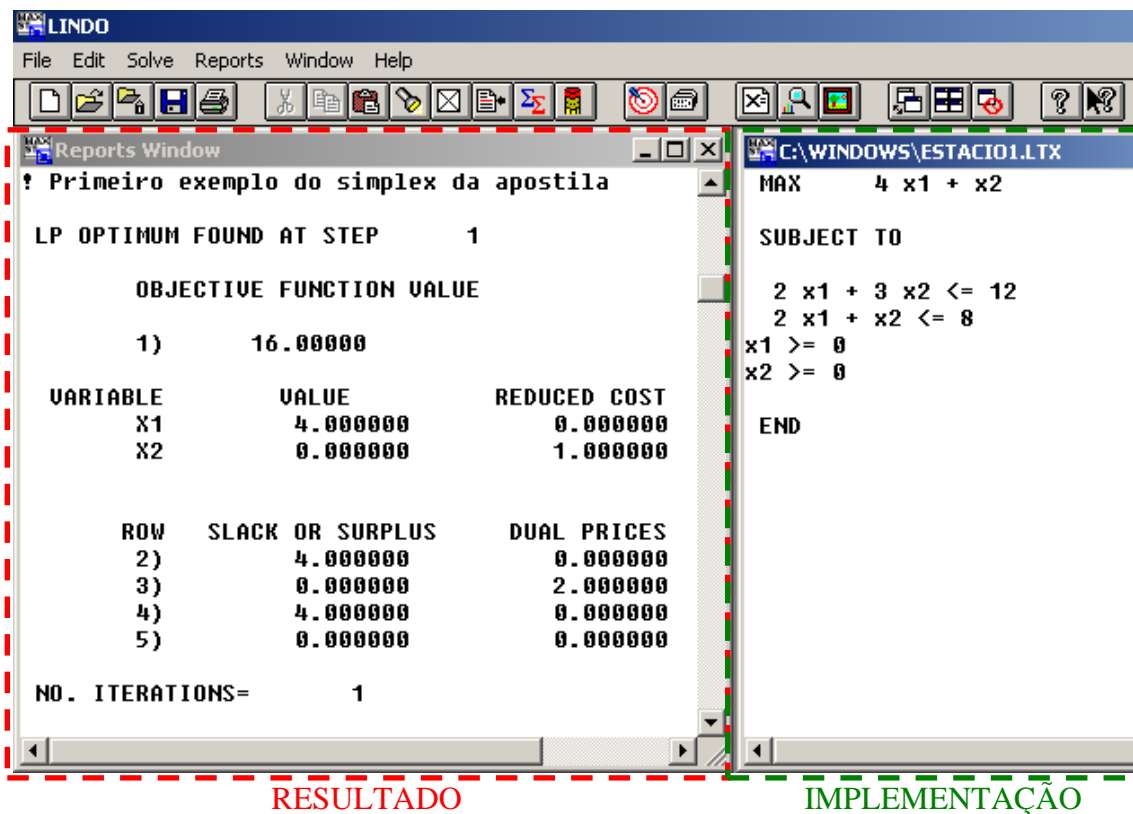 LINDO
File Edit Solve Reports Window Help
Reports Window
! Primeiro exemplo do simplex da apostila
LP OPTIMUM FOUND AT STEP 1
OBJECTIVE FUNCTION VALUE
1) 16.00000
VARIABLE VALUE REDUCED COST
X1 4.000000 0.000000
X2 0.000000 1.000000
ROW SLACK OR SURPLUS DUAL PRICES
2) 4.000000 0.000000
3) 0.000000 2.000000
4) 4.000000 0.000000
5) 0.000000 0.000000
NO. ITERATIONS= 1
RESULTADO
C:\WINDOWS\ESTACIO1.LTX
MAX 4 x1 + x2
SUBJECT TO
2 x1 + 3 x2 <= 12
2 x1 + x2 <= 8
x1 >= 0
x2 >= 0
END
IMPLEMENTAÇÃO